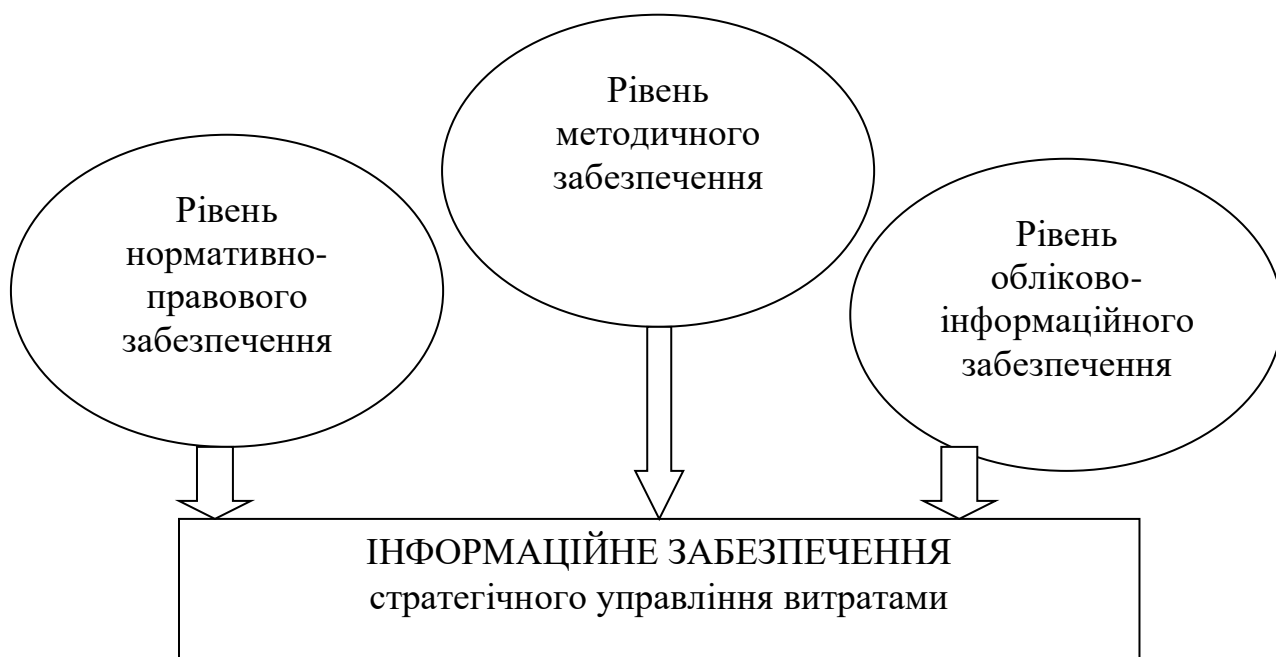 Рівень
методичного
забезпечення
Рівень
нормативно-
правового
забезпечення
Рівень
обліково-
інформаційного
забезпечення
ІНФОРМАЦІЙНЕ ЗАБЕЗПЕЧЕННЯ
стратегічного управління витратами